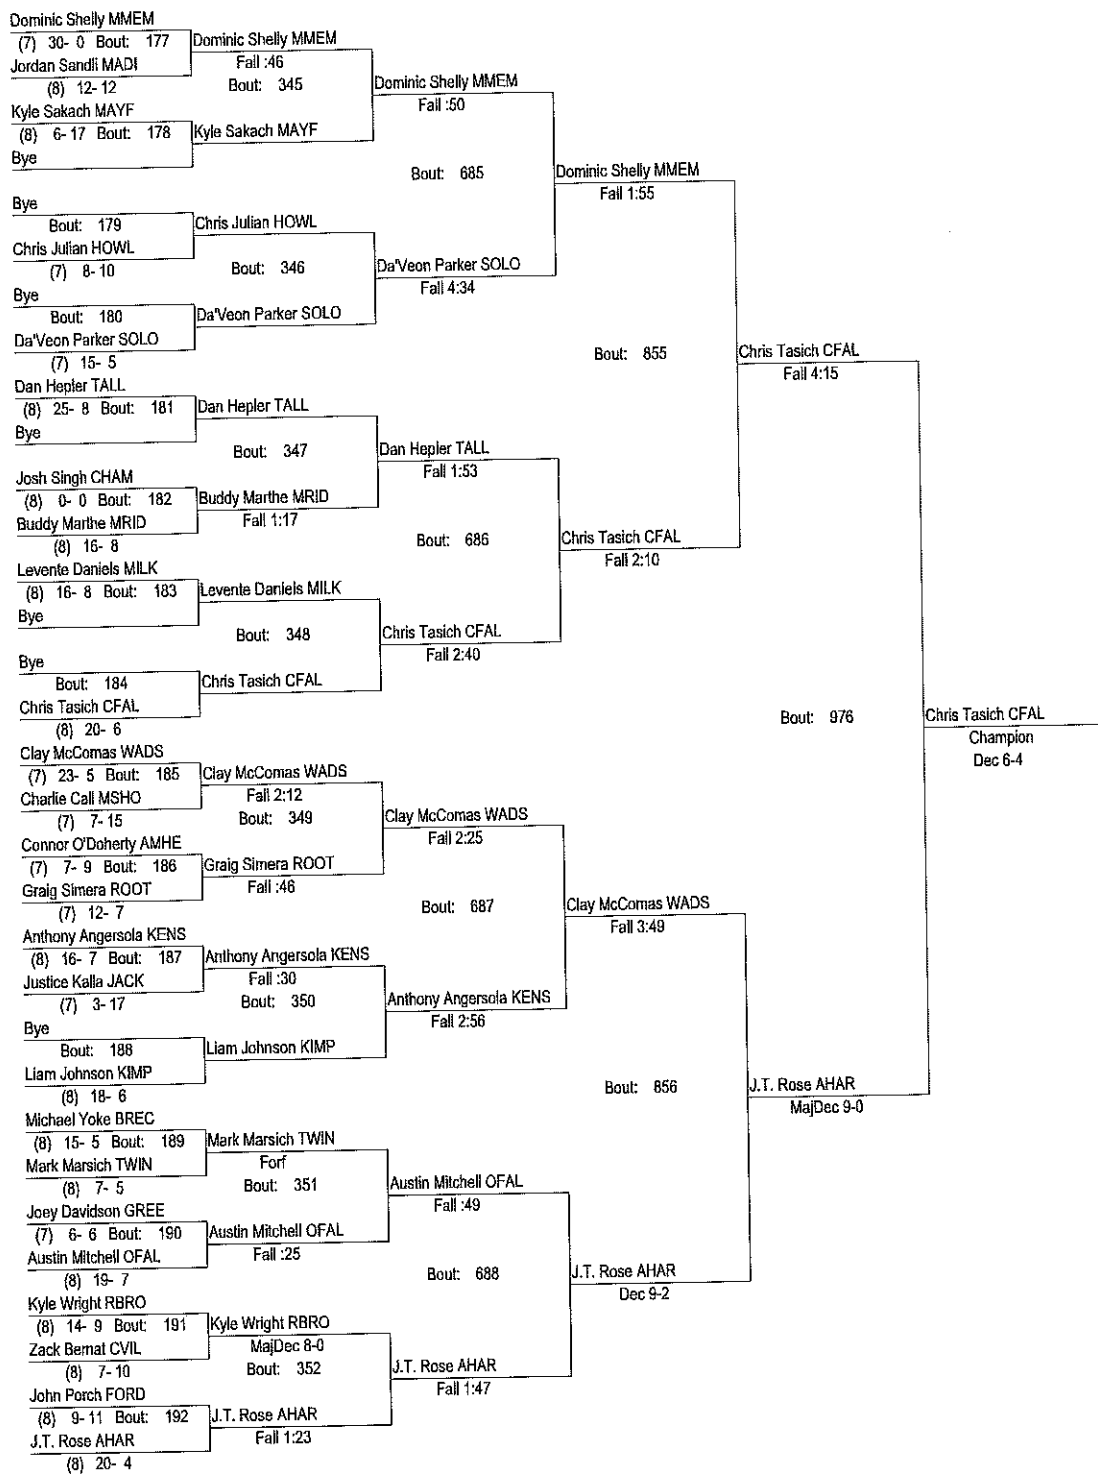 Dominic Shelly MMEM
(7) 30- 0 Bout: 177
Dominic Shelly MMEM
Jordan Sandli MADI
Fall :46
(8) 12- 12
Bout: 345
Dominic Shelly MMEM
Fall :50
Kyle Sakach MAYF
(8) 6- 17 Bout: 178
Kyle Sakach MAYF
Bye
Bout: 685
Dominic Shelly MMEM
Fall 1:55
Bye
Bout: 179
Chris Julian HOWL
Chris Julian HOWL
(7) 8- 10
Bout: 346
Da'Veon Parker SOLO
Fall 4:34
Bye
Bout: 180
Da'Veon Parker SOLO
Da'Veon Parker SOLO
(7) 15- 5
Bout: 855
Chris Tasich CFAL
Fall 4:15
Dan Hepler TALL
(8) 25- 8 Bout: 181
Dan Hepler TALL
Bye
Bout: 347
Dan Hepler TALL
Fall 1:53
Josh Singh CHAM
(8) 0- 0 Bout: 182
Buddy Marthe MRID
Buddy Marthe MRID
Fall 1:17
(8) 16- 8
Bout: 686
Chris Tasich CFAL
Fall 2:10
Levente Daniels MILK
(8) 16- 8 Bout: 183
Levente Daniels MILK
Bye
Bout: 348
Chris Tasich CFAL
Fall 2:40
Bye
Bout: 184
Chris Tasich CFAL
Chris Tasich CFAL
(8) 20- 6
Bout: 976
Chris Tasich CFAL
Champion
Dec 6-4
Clay McComas WADS
(7) 23- 5 Bout: 185
Clay McComas WADS
Charlie Call MSHO
Fall 2:12
(7) 7- 15
Bout: 349
Clay McComas WADS
Fall 2:25
Connor O'Doherty AMHE
(7) 7- 9 Bout: 186
Graig Simera ROOT
Graig Simera ROOT
Fall :46
(7) 12- 7
Bout: 687
Clay McComas WADS
Fall 3:49
Anthony Angersola KENS
(8) 16- 7 Bout: 187
Anthony Angersola KENS
Justice Kalla JACK
Fall :30
(7) 3- 17
Bout: 350
Anthony Angersola KENS
Fall 2:56
Bye
Bout: 188
Liam Johnson KIMP
Liam Johnson KIMP
(8) 18- 6
Bout: 856
J.T. Rose AHAR
MajDec 9-0
Michael Yoke BREC
(8) 15- 5 Bout: 189
Mark Marsich TWIN
Mark Marsich TWIN
Forf
(8) 7- 5
Bout: 351
Austin Mitchell OFAL
Fall :49
Joey Davidson GREE
(7) 6- 6 Bout: 190
Austin Mitchell OFAL
Austin Mitchell OFAL
Fall :25
(8) 19- 7
Bout: 688
J.T. Rose AHAR
Dec 9-2
Kyle Wright RBRO
(8) 14- 9 Bout: 191
Kyle Wright RBRO
Zack Bernat CVIL
MajDec 8-0
(8) 7- 10
Bout: 352
J.T. Rose AHAR
Fall 1:47
John Porch FORD
(8) 9- 11 Bout: 192
J.T. Rose AHAR
J.T. Rose AHAR
Fall 1:23
(8) 20- 4